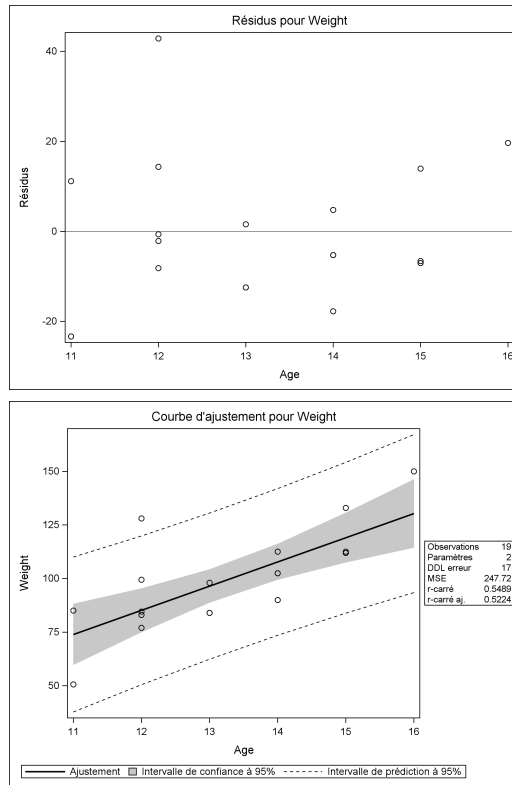 Résidus pour Weight
40
20
0
-20
Résidus
11 12 13 14 15 16
Age
Courbe d'ajustement pour Weight
150
125
100
75
50
Weight
11 12 13 14 15 16
Age
Observations 19
Paramètres 2
DDL erreur 17
MSE 247.72
r-carré 0.5489
r-carré aj. 0.5224
Ajustement Intervalle de confiance à 95% Intervalle de prédiction à 95%